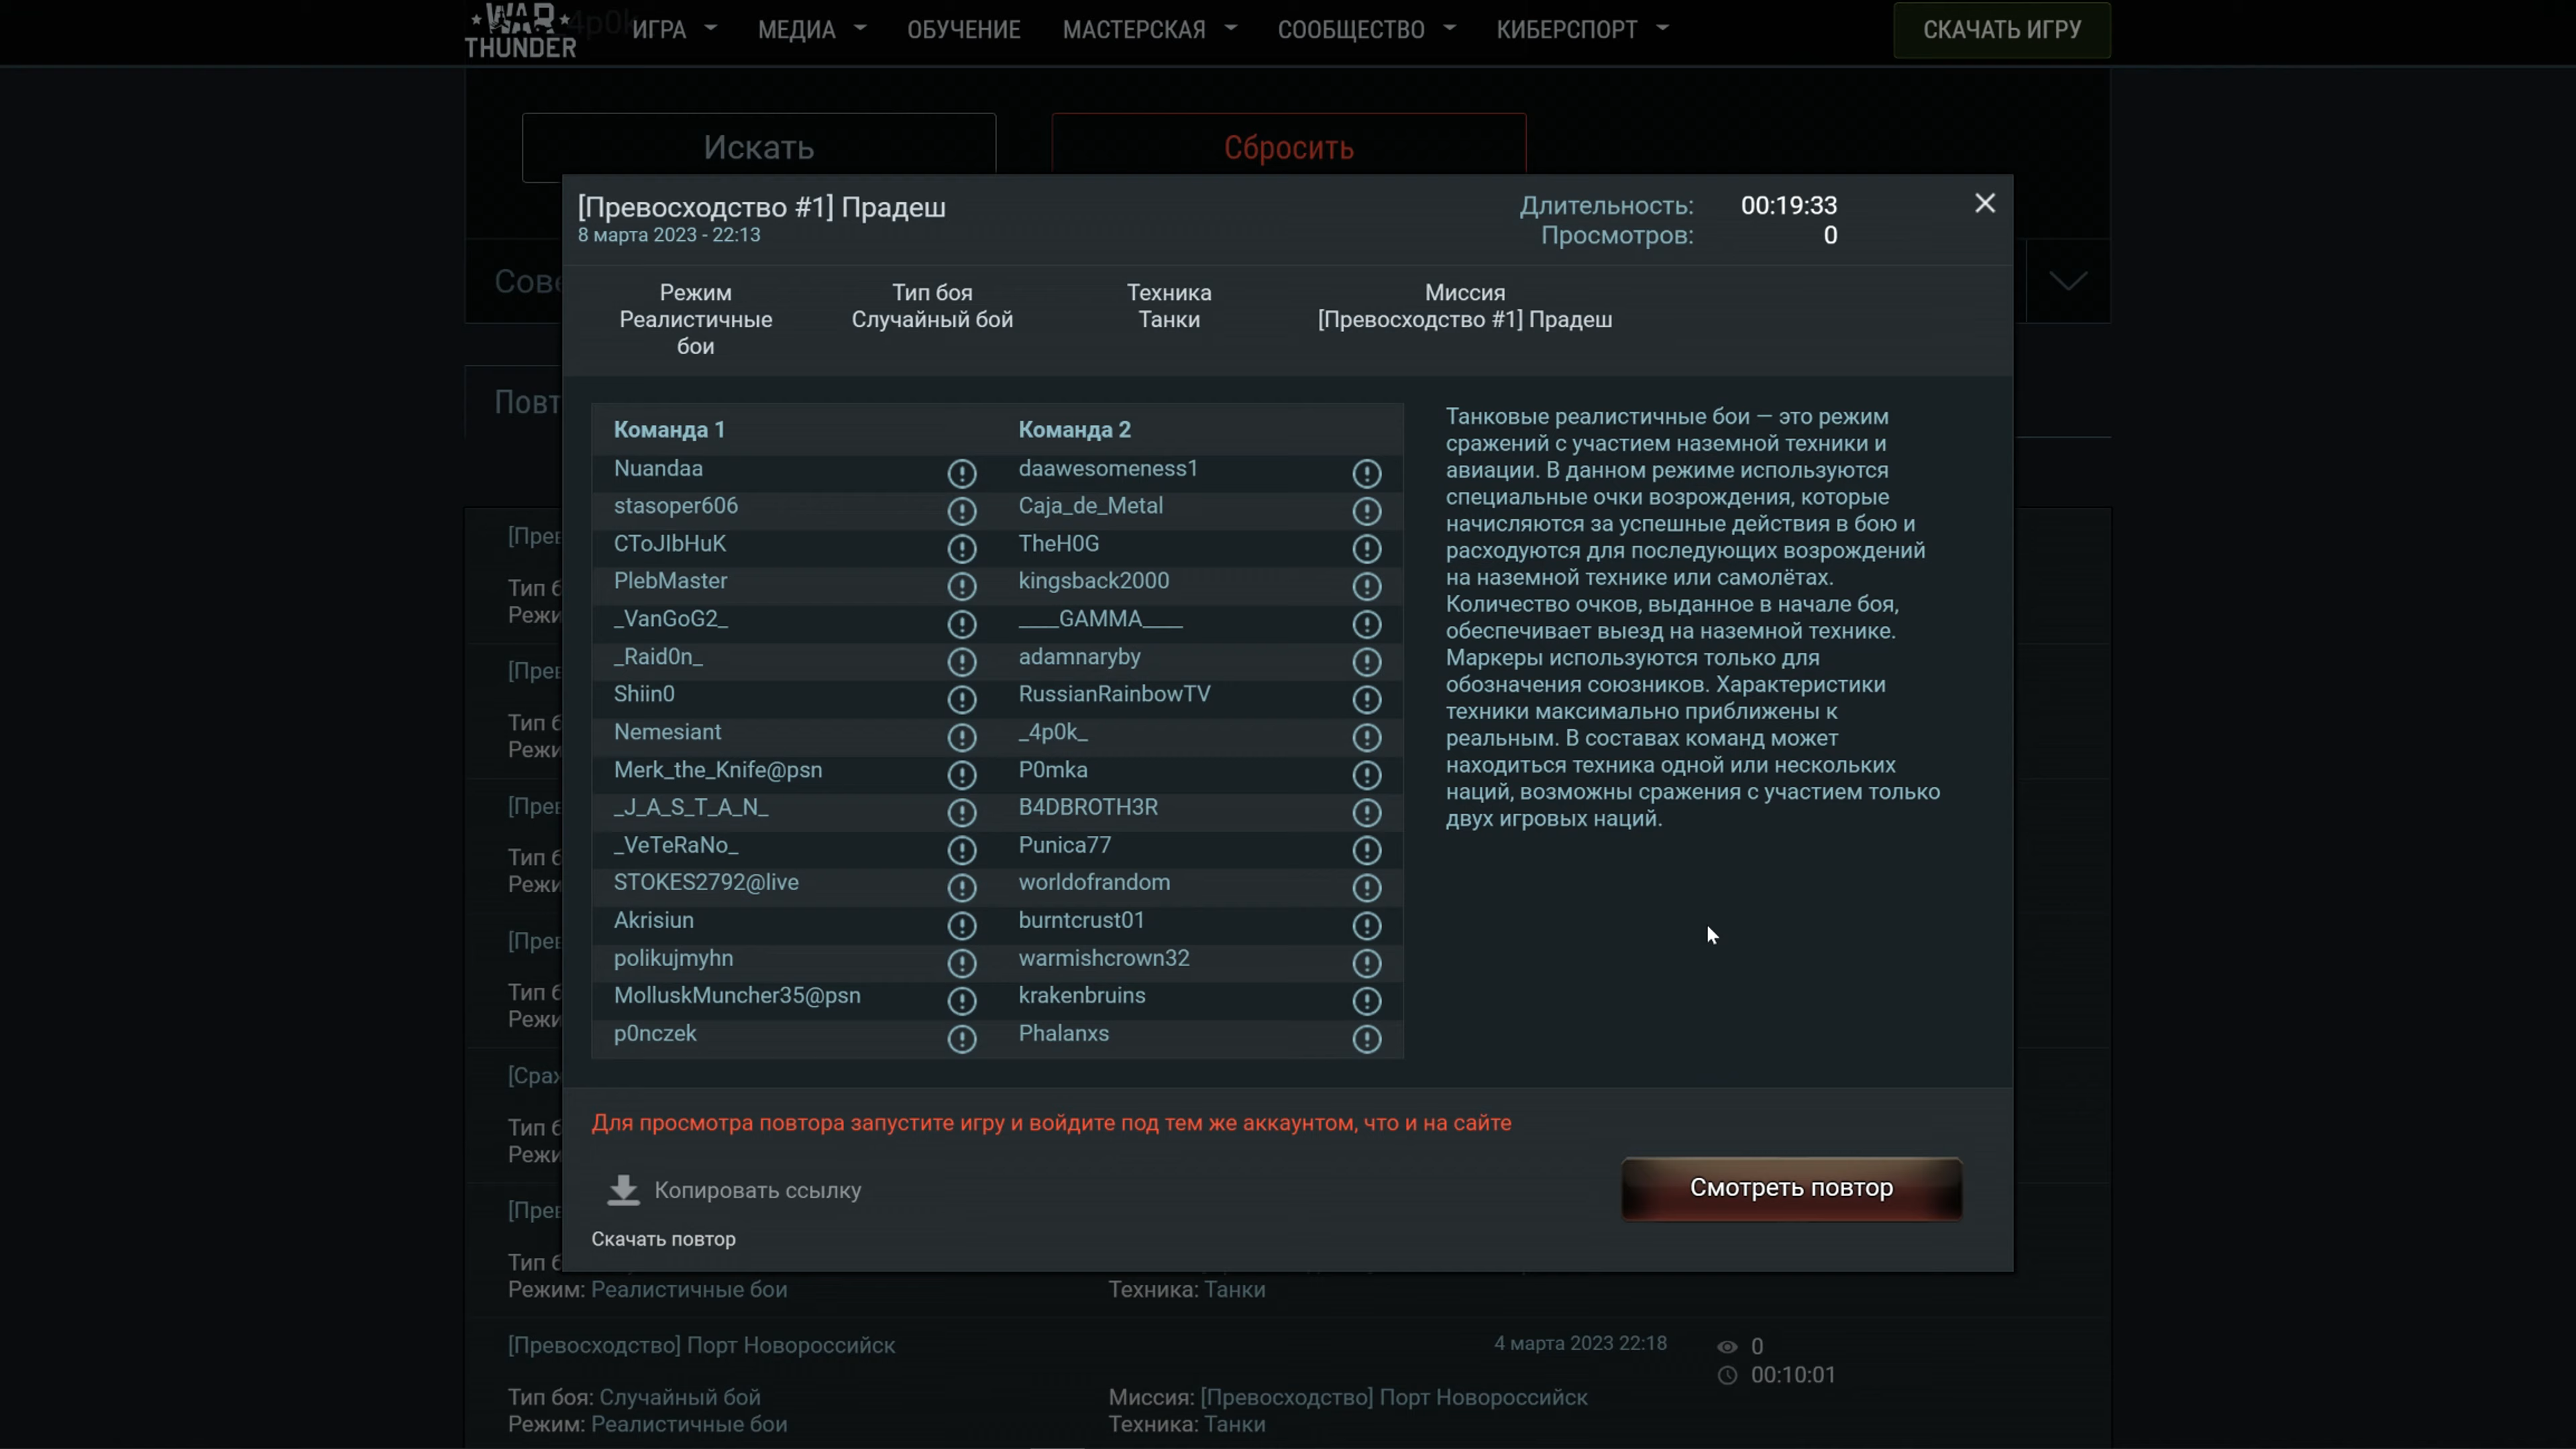 WAR THUNDER
4p0k
ИГРА
МЕДИА
ОБУЧЕНИЕ
МАСТЕРСКАЯ
СООБЩЕСТВО
КИБЕРСПОРТ
СКАЧАТЬ ИГРУ
Искать
Сбросить
[Превосходство #1] Прадеш
8 марта 2023 - 22:13
Длительность: 00:19:33
Просмотров: 0
Режим
Реалистичные бои
Тип боя
Случайный бой
Техника
Танки
Миссия
[Превосходство #1] Прадеш
Команда 1 Команда 2
Nuandaa daawesomeness1
stasoper606 Caja_de_Metal
CToJIbHuK TheH0G
PlebMaster kingsback2000
_VanGoG2_ ____GAMMA____
_Raid0n_ adamnaryby
Shiin0 RussianRainbowTV
Nemesiant _4p0k_
Merk_the_Knife@psn P0mka
_J_A_S_T_A_N_ B4DBROTH3R
_VeTeRaNo_ Punica77
STOKES2792@live worldofrandom
Akrisiun burntcrust01
polikujmyhn warmishcrown32
MolluskMuncher35@psn krakenbruins
p0nczek Phalanxs
Танковые реалистичные бои — это режим
сражений с участием наземной техники и
авиации. В данном режиме используются
специальные очки возрождения, которые
начисляются за успешные действия в бою и
расходуются для последующих возрождений
на наземной технике или самолётах.
Количество очков, выданное в начале боя,
обеспечивает выезд на наземной технике.
Маркеры используются только для
обозначения союзников. Характеристики
техники максимально приближены к
реальным. В составах команд может
находиться техника одной или нескольких
наций, возможны сражения с участием только
двух игровых наций.
Для просмотра повтора запустите игру и войдите под тем же аккаунтом, что и на сайте
Копировать ссылку
Смотреть повтор
Скачать повтор
Режим: Реалистичные бои
Техника: Танки
[Превосходство] Порт Новороссийск
4 марта 2023 22:18
0
00:10:01
Тип боя: Случайный бой
Миссия: [Превосходство] Порт Новороссийск
Режим: Реалистичные бои
Техника: Танки